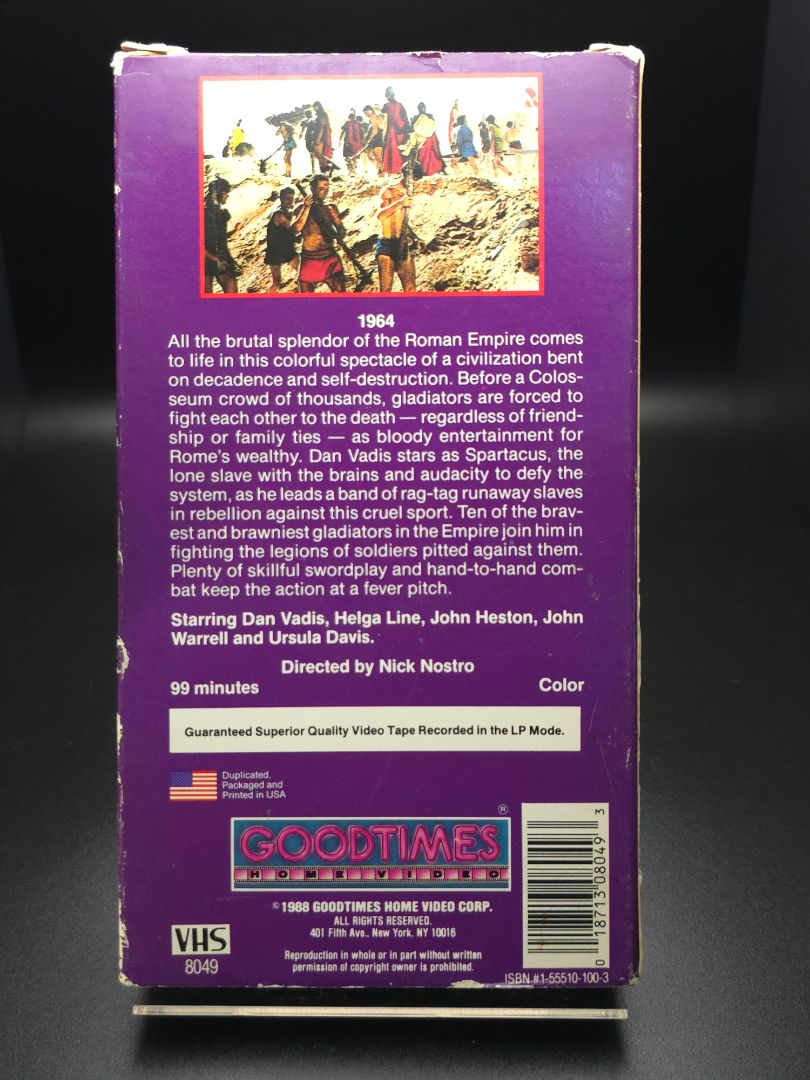 1964
All the brutal splendor of the Roman Empire comes
to life in this colorful spectacle of a civilization bent
on decadence and self-destruction. Before a Colos-
seum crowd of thousands, gladiators are forced to
fight each other to the death — regardless of friend-
ship or family ties — as bloody entertainment for
Rome's wealthy. Dan Vadis stars as Spartacus, the
lone slave with the brains and audacity to defy the
system, as he leads a band of rag-tag runaway slaves
in rebellion against this cruel sport. Ten of the brav-
est and brawniest gladiators in the Empire join him in
fighting the legions of soldiers pitted against them.
Plenty of skillful swordplay and hand-to-hand com-
bat keep the action at a fever pitch.
Starring Dan Vadis, Helga Line, John Heston, John
Warrell and Ursula Davis.
Directed by Nick Nostro
99 minutes Color
Guaranteed Superior Quality Video Tape Recorded in the LP Mode.
Duplicated,
Packaged and
Printed in USA
GOODTIMES ®
HOME VIDEO
© 1988 GOODTIMES HOME VIDEO CORP.
ALL RIGHTS RESERVED.
401 Fifth Ave., New York, NY 10016
Reproduction in whole or in part without written
permission of copyright owner is prohibited.
VHS
8049
0 18713 08049 3
ISBN #1-55510-100-3